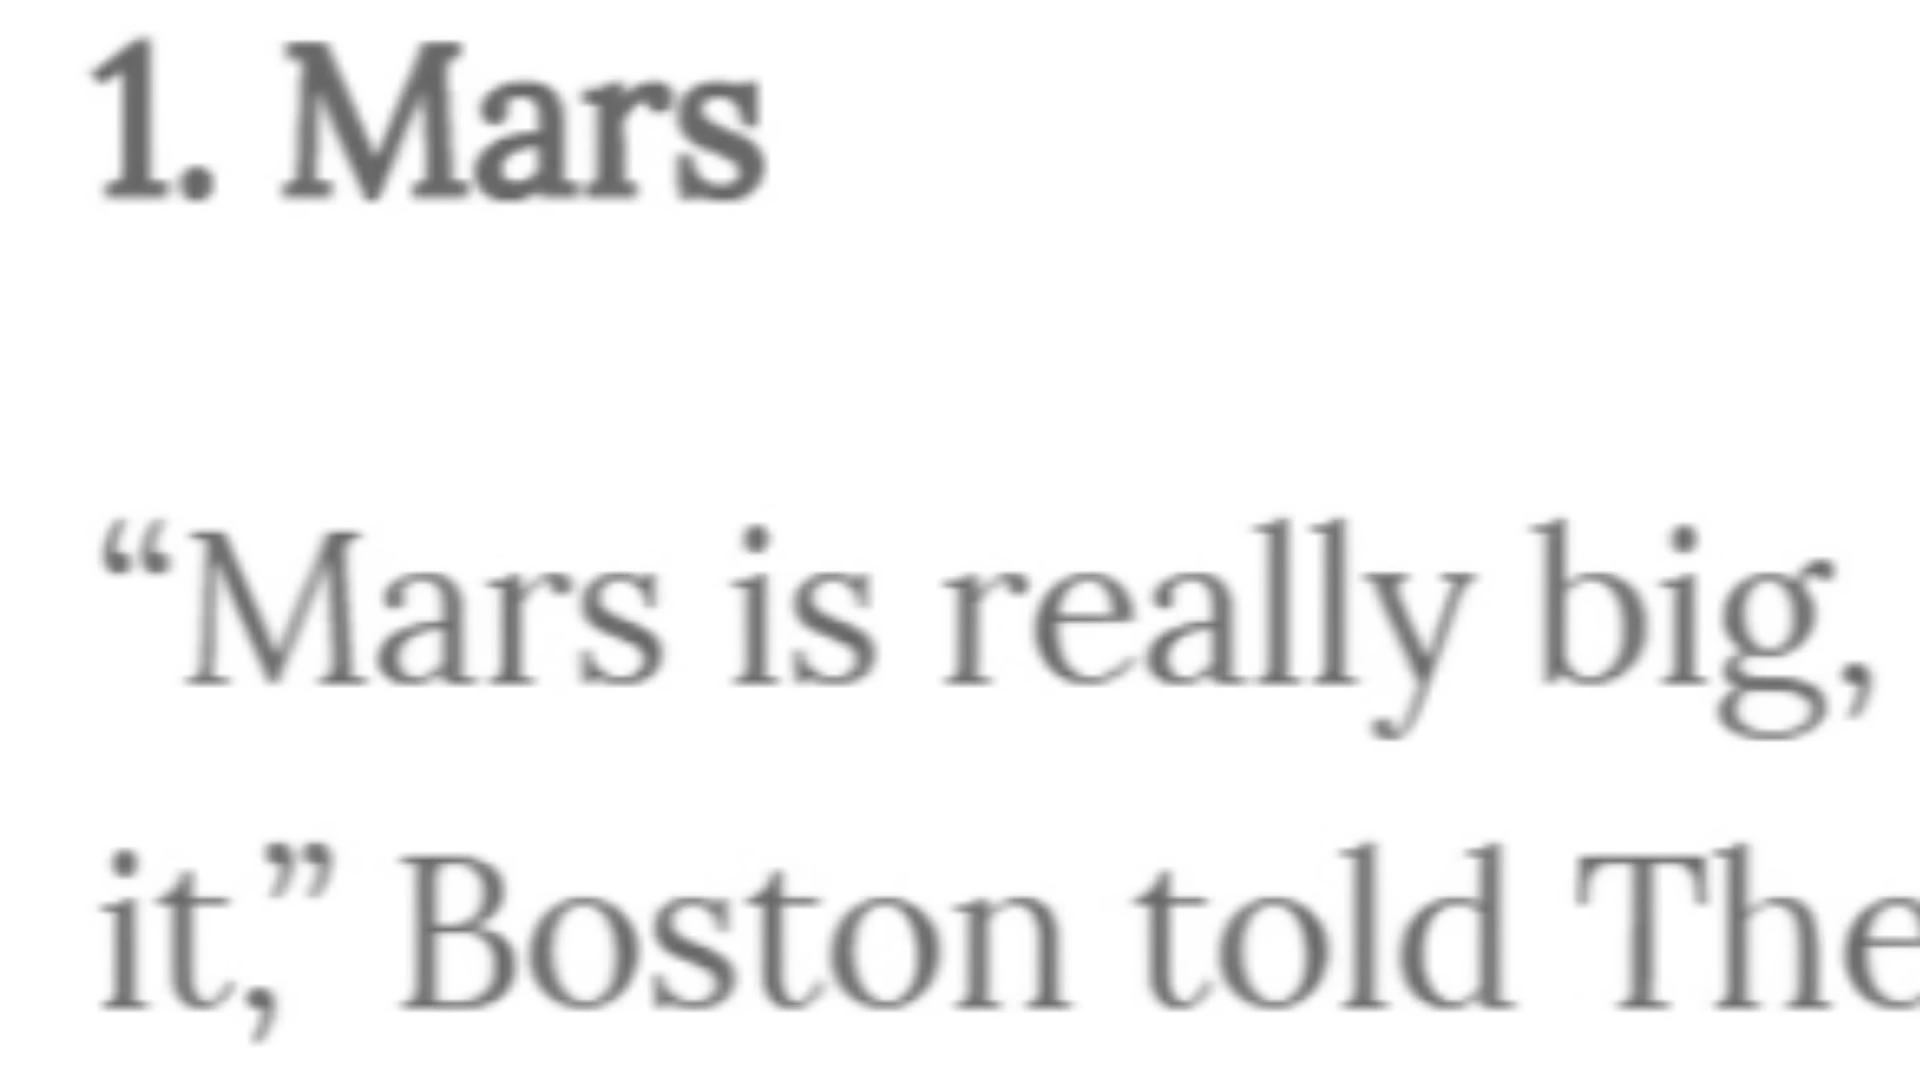 1. Mars
“Mars is really big,
it,” Boston told The